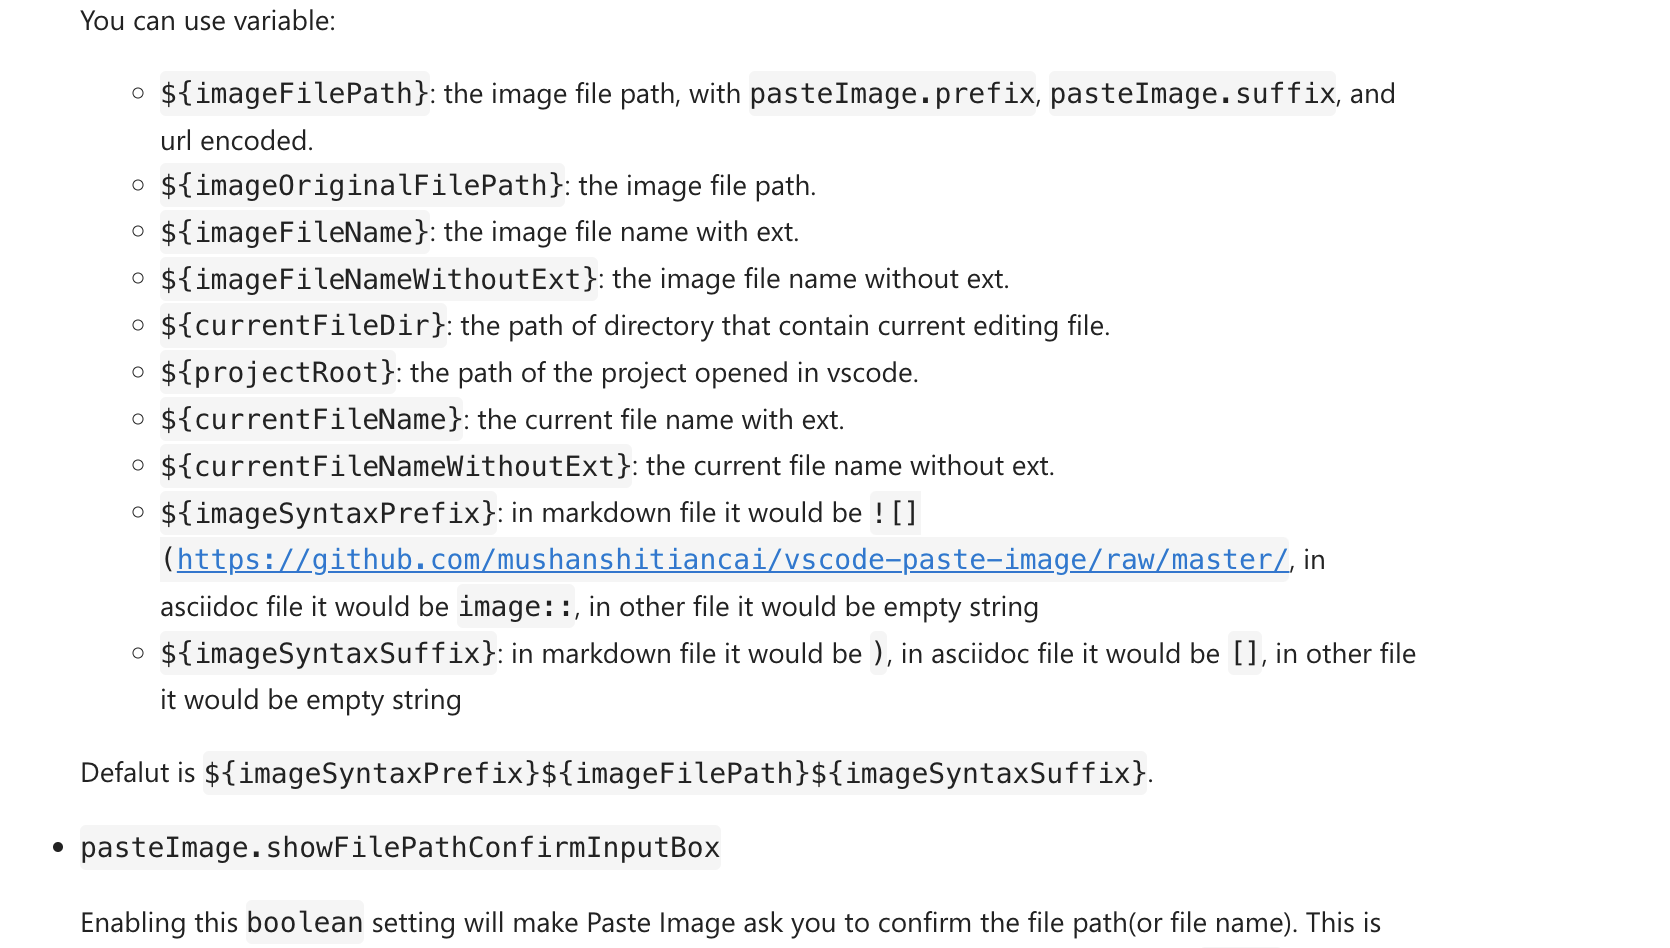 You can use variable:
${imageFilePath}: the image file path, with pasteImage.prefix, pasteImage.suffix, and
url encoded.
${imageOriginalFilePath}: the image file path.
${imageFileName}: the image file name with ext.
${imageFileNameWithoutExt}: the image file name without ext.
${currentFileDir}: the path of directory that contain current editing file.
${projectRoot}: the path of the project opened in vscode.
${currentFileName}: the current file name with ext.
${currentFileNameWithoutExt}: the current file name without ext.
${imageSyntaxPrefix}: in markdown file it would be ![]
(https://github.com/mushanshitiancai/vscode-paste-image/raw/master/, in
asciidoc file it would be image::, in other file it would be empty string
${imageSyntaxSuffix}: in markdown file it would be ), in asciidoc file it would be [], in other file
it would be empty string
Defalut is ${imageSyntaxPrefix}${imageFilePath}${imageSyntaxSuffix}.
pasteImage.showFilePathConfirmInputBox
Enabling this boolean setting will make Paste Image ask you to confirm the file path(or file name). This is